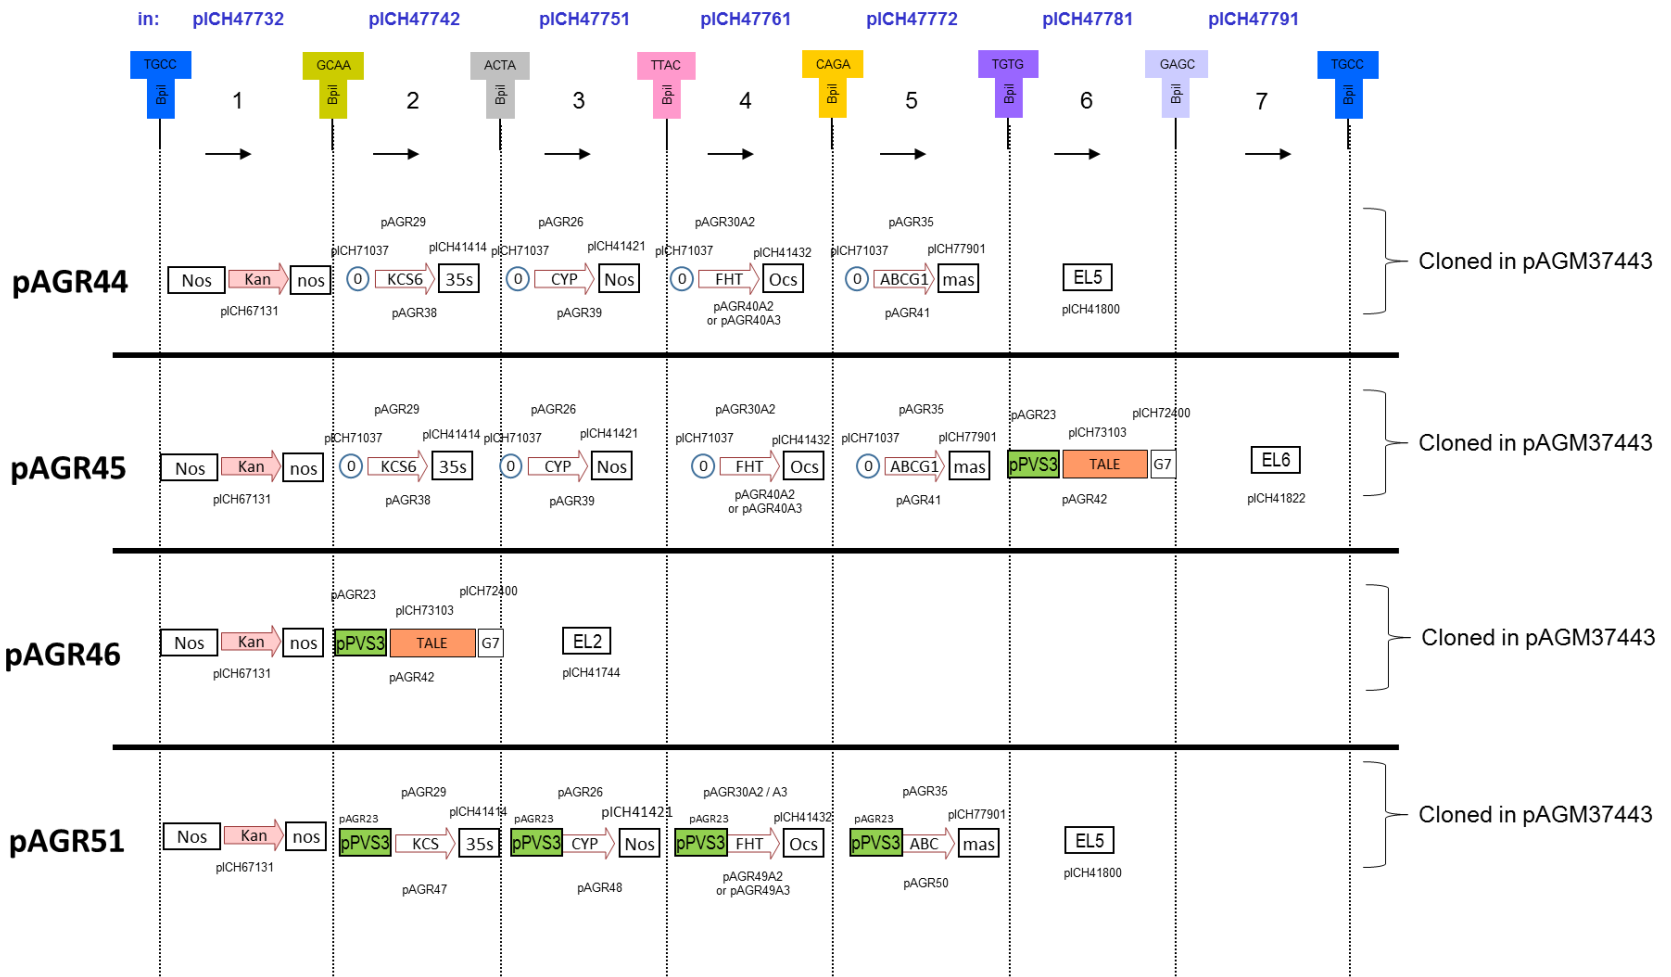 in: pICH47732 pICH47742 pICH47751 pICH47761 pICH47772 pICH47781 pICH47791
TGCC GCAA ACTA TTAC CAGA TGTG GAGC TGCC
BpiI BpiI BpiI BpiI BpiI BpiI BpiI BpiI
1 2 3 4 5 6 7
pAGR29 pAGR26 pAGR30A2 pAGR35
pICH71037 pICH41414 pICH71037 pICH41421 pICH71037 pICH41432 pICH71037 pICH77901
pAGR44 Nos Kan nos 0 KCS6 35s 0 CYP Nos 0 FHT Ocs 0 ABCG1 mas EL5 Cloned in pAGM37443
pICH67131 pAGR38 pAGR39 pAGR40A2 pAGR41 pICH41800
or pAGR40A3
pAGR29 pAGR26 pAGR30A2 pAGR35 pAGR23 pICH72400
pICH71037 pICH41414 pICH71037 pICH41421 pICH71037 pICH41432 pICH71037 pICH77901 pICH73103
pAGR45 Nos Kan nos 0 KCS6 35s 0 CYP Nos 0 FHT Ocs 0 ABCG1 mas pPVS3 TALE G7 EL6 Cloned in pAGM37443
pICH67131 pAGR38 pAGR39 pAGR40A2 pAGR41 pAGR42 pICH41822
or pAGR40A3
pAGR23 pICH72400
pICH73103
pAGR46 Nos Kan nos pPVS3 TALE G7 EL2 Cloned in pAGM37443
pICH67131 pAGR42 pICH41744
pAGR29 pAGR26 pAGR30A2 / A3 pAGR35
pAGR23 pICH41414 pAGR23 pICH41421 pAGR23 pICH41432 pAGR23 pICH77901
pAGR51 Nos Kan nos pPVS3 KCS 35s pPVS3 CYP Nos pPVS3 FHT Ocs pPVS3 ABC mas EL5 Cloned in pAGM37443
pICH67131 pAGR47 pAGR48 pAGR49A2 pAGR50 pICH41800
or pAGR49A3